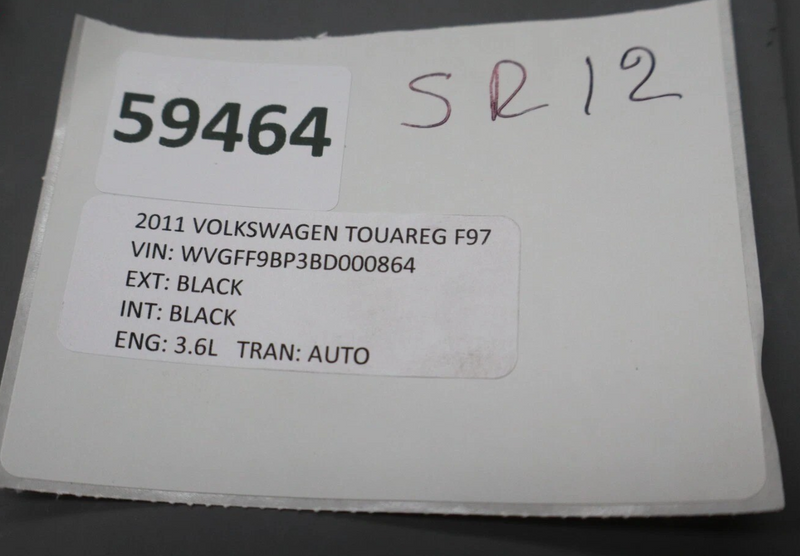 SR12
59464
2011 VOLKSWAGEN TOUAREG F97
VIN: WVGFF9BP3BD000864
EXT: BLACK
INT: BLACK
ENG: 3.6L TRAN: AUTO